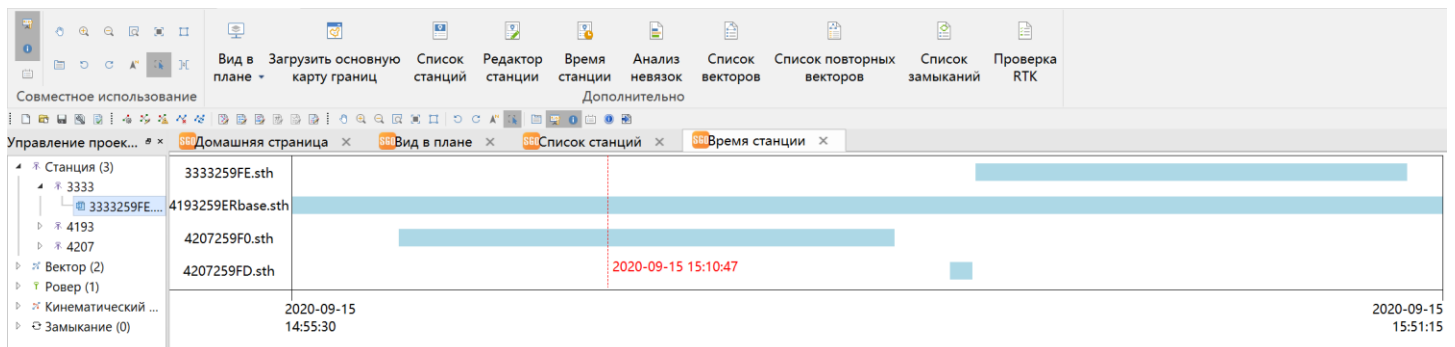 Вид в плане
Загрузить основную карту границ
Список станций
Редактор станции
Время станции
Анализ невязок
Список векторов
Список повторных векторов
Список замыканий
Проверка RTK
Совместное использование
Дополнительно
Управление проек...
Домашняя страница
Вид в плане
Список станций
Время станции
Станция (3)
3333
3333259FE....
4193
4207
Вектор (2)
Ровер (1)
Кинематический ...
Замыкание (0)
3333259FE.sth
4193259ERbase.sth
4207259F0.sth
4207259FD.sth
2020-09-15 15:10:47
2020-09-15
14:55:30
2020-09-15
15:51:15